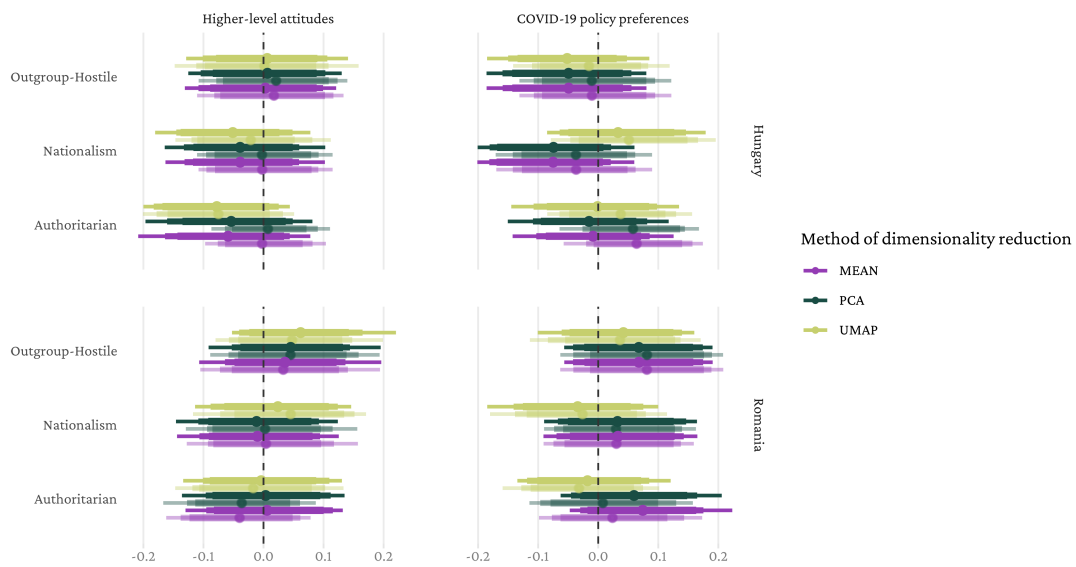 Higher-level attitudes
COVID-19 policy preferences
Outgroup-Hostile
Nationalism
Authoritarian
Hungary
Outgroup-Hostile
Nationalism
Authoritarian
Romania
-0.2 -0.1 0.0 0.1 0.2
-0.2 -0.1 0.0 0.1 0.2
Method of dimensionality reduction
MEAN
PCA
UMAP